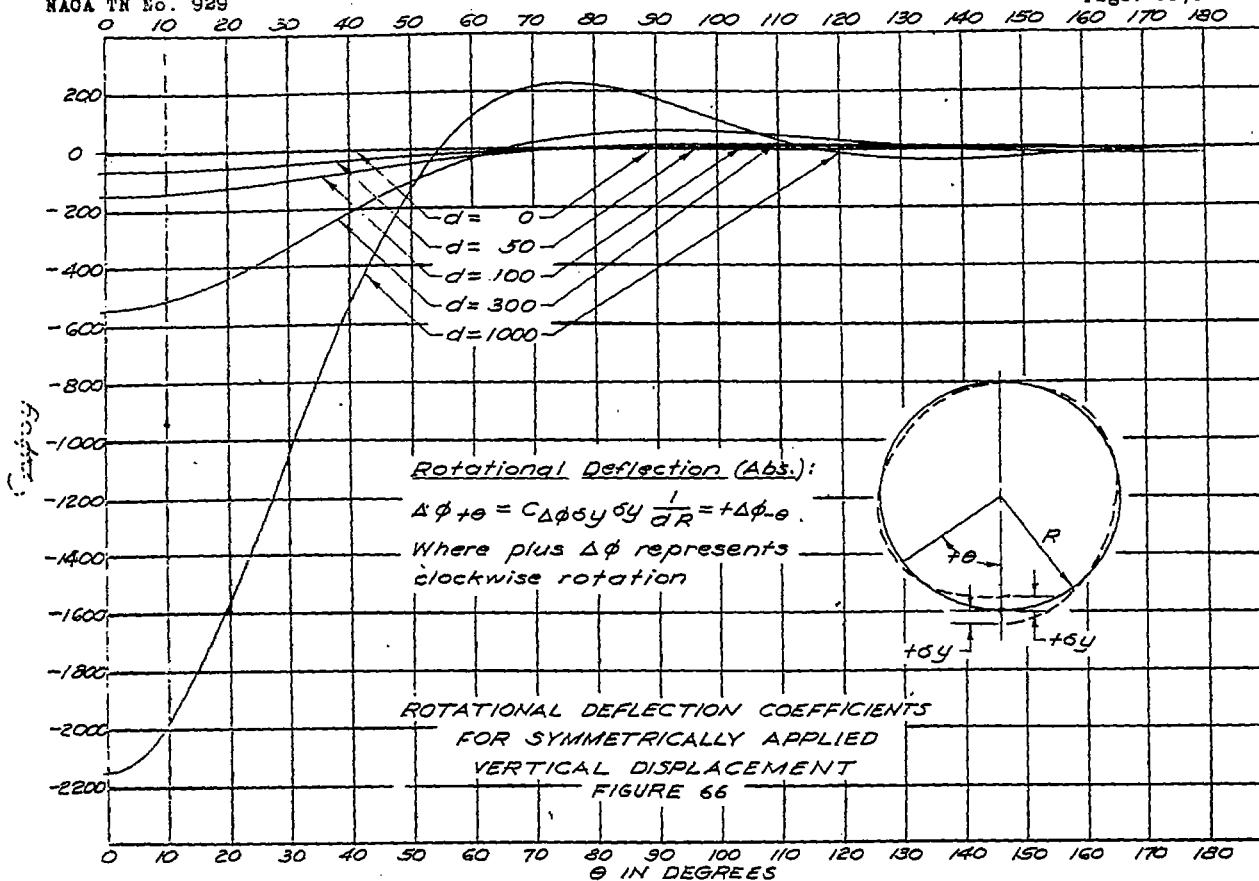 NACA TN No. 929
0 10 20 30 40 50 60 70 80 90 100 110 120 130 140 150 160 170 180
200
0
-200
-400
-600
-800
-1000
-1200
-1400
-1600
-1800
-2000
-2200
d = 0
d = 50
d = 100
d = 300
d = 1000
Rotational Deflection (Abs.):
Δφ+θ = CΔφδy δy 1/dR = +Δφ-θ.
Where plus Δφ represents
clockwise rotation
R
+θ
+δy
+δy
ROTATIONAL DEFLECTION COEFFICIENTS
FOR SYMMETRICALLY APPLIED
VERTICAL DISPLACEMENT
FIGURE 66
0 10 20 30 40 50 60 70 80 90 100 110 120 130 140 150 160 170 180
θ IN DEGREES